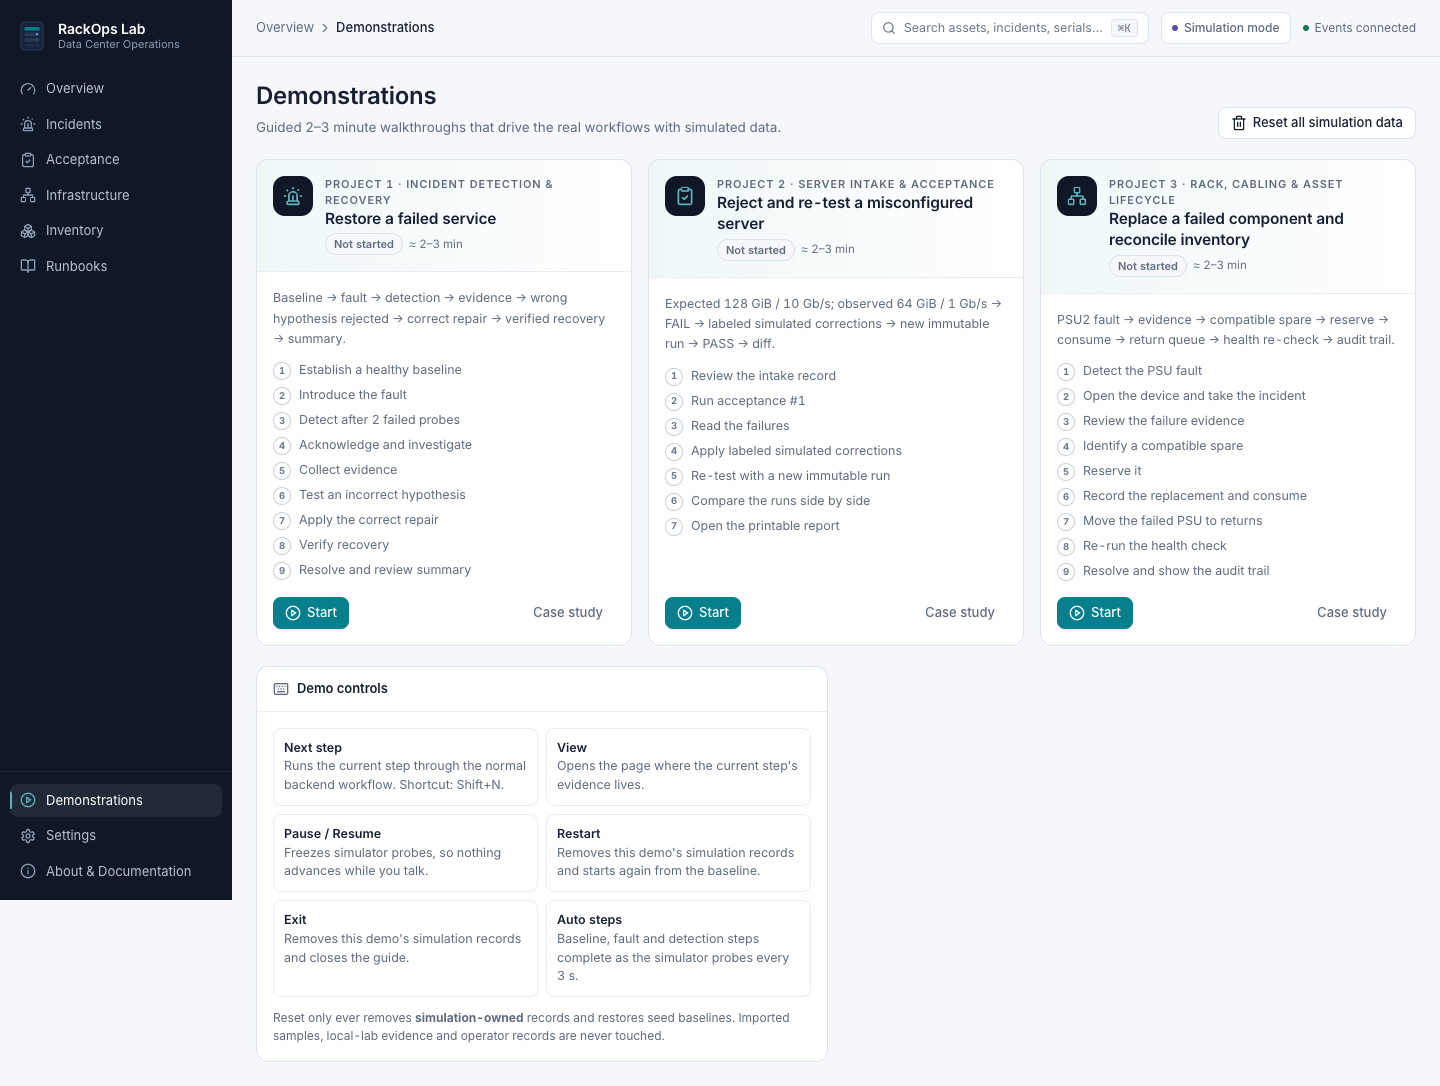 RackOps Lab
Data Center Operations
Overview
Incidents
Acceptance
Infrastructure
Inventory
Runbooks
Demonstrations
Settings
About & Documentation
Overview > Demonstrations
Search assets, incidents, serials... ⌘K
Simulation mode
Events connected
Demonstrations
Guided 2–3 minute walkthroughs that drive the real workflows with simulated data.
Reset all simulation data
PROJECT 1 · INCIDENT DETECTION &
RECOVERY
Restore a failed service
Not started ≈ 2–3 min
Baseline → fault → detection → evidence → wrong
hypothesis rejected → correct repair → verified recovery
→ summary.
1 Establish a healthy baseline
2 Introduce the fault
3 Detect after 2 failed probes
4 Acknowledge and investigate
5 Collect evidence
6 Test an incorrect hypothesis
7 Apply the correct repair
8 Verify recovery
9 Resolve and review summary
Start
Case study
PROJECT 2 · SERVER INTAKE & ACCEPTANCE
Reject and re-test a misconfigured
server
Not started ≈ 2–3 min
Expected 128 GiB / 10 Gb/s; observed 64 GiB / 1 Gb/s →
FAIL → labeled simulated corrections → new immutable
run → PASS → diff.
1 Review the intake record
2 Run acceptance #1
3 Read the failures
4 Apply labeled simulated corrections
5 Re-test with a new immutable run
6 Compare the runs side by side
7 Open the printable report
Start
Case study
PROJECT 3 · RACK, CABLING & ASSET
LIFECYCLE
Replace a failed component and
reconcile inventory
Not started ≈ 2–3 min
PSU2 fault → evidence → compatible spare → reserve →
consume → return queue → health re-check → audit trail.
1 Detect the PSU fault
2 Open the device and take the incident
3 Review the failure evidence
4 Identify a compatible spare
5 Reserve it
6 Record the replacement and consume
7 Move the failed PSU to returns
8 Re-run the health check
9 Resolve and show the audit trail
Start
Case study
Demo controls
Next step
Runs the current step through the normal
backend workflow. Shortcut: Shift+N.
View
Opens the page where the current step's
evidence lives.
Pause / Resume
Freezes simulator probes, so nothing
advances while you talk.
Restart
Removes this demo's simulation records
and starts again from the baseline.
Exit
Removes this demo's simulation records
and closes the guide.
Auto steps
Baseline, fault and detection steps
complete as the simulator probes every
3 s.
Reset only ever removes simulation-owned records and restores seed baselines. Imported
samples, local-lab evidence and operator records are never touched.